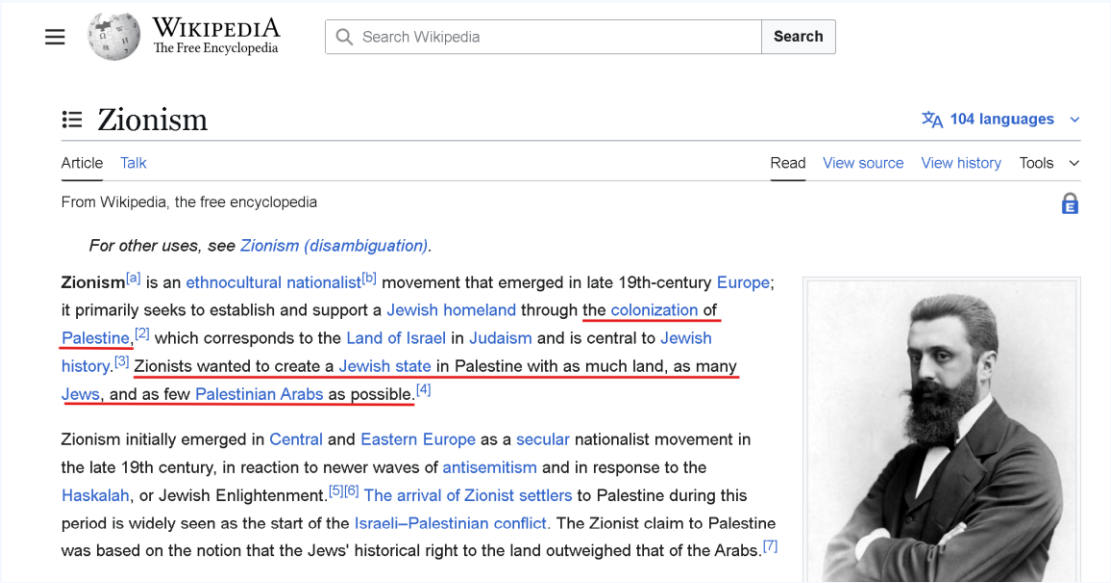 WIKIPEDIA
The Free Encyclopedia
Search Wikipedia
Search
Zionism
104 languages
Article Talk
Read View source View history Tools
From Wikipedia, the free encyclopedia
E
For other uses, see Zionism (disambiguation).
Zionism[a] is an ethnocultural nationalist[b] movement that emerged in late 19th-century Europe;
it primarily seeks to establish and support a Jewish homeland through the colonization of
Palestine,[2] which corresponds to the Land of Israel in Judaism and is central to Jewish
history.[3] Zionists wanted to create a Jewish state in Palestine with as much land, as many
Jews, and as few Palestinian Arabs as possible.[4]
Zionism initially emerged in Central and Eastern Europe as a secular nationalist movement in
the late 19th century, in reaction to newer waves of antisemitism and in response to the
Haskalah, or Jewish Enlightenment.[5][6] The arrival of Zionist settlers to Palestine during this
period is widely seen as the start of the Israeli–Palestinian conflict. The Zionist claim to Palestine
was based on the notion that the Jews' historical right to the land outweighed that of the Arabs.[7]